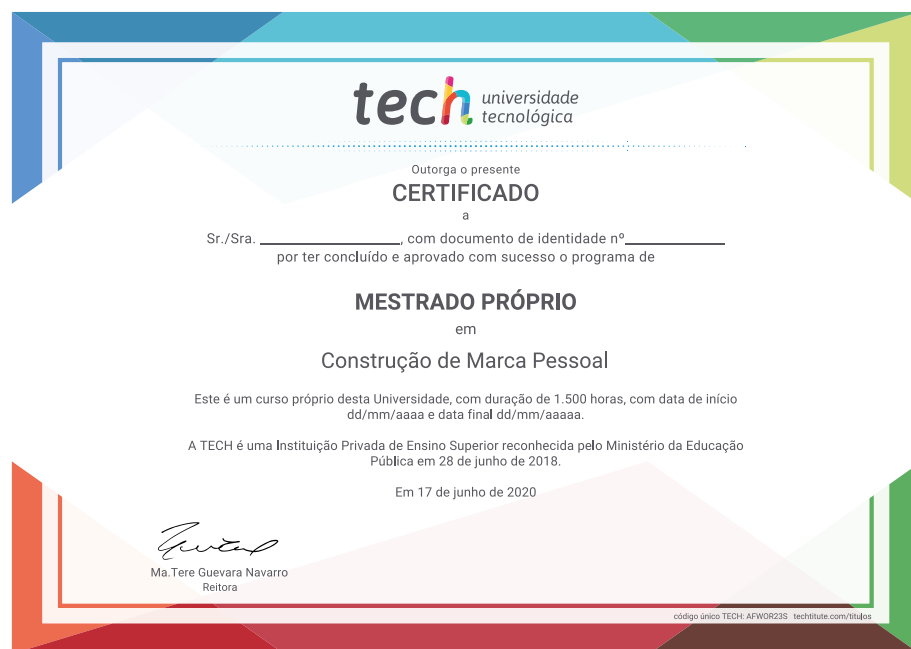 tech universidade
tecnológica
Outorga o presente
CERTIFICADO
a
Sr./Sra. ____________________, com documento de identidade nº______________
por ter concluído e aprovado com sucesso o programa de
MESTRADO PRÓPRIO
em
Construção de Marca Pessoal
Este é um curso próprio desta Universidade, com duração de 1.500 horas, com data de início
dd/mm/aaaa e data final dd/mm/aaaaa.
A TECH é uma Instituição Privada de Ensino Superior reconhecida pelo Ministério da Educação
Pública em 28 de junho de 2018.
Em 17 de junho de 2020
Ma.Tere Guevara Navarro
Reitora
código único TECH: AFWOR23S techtitute.com/titulos